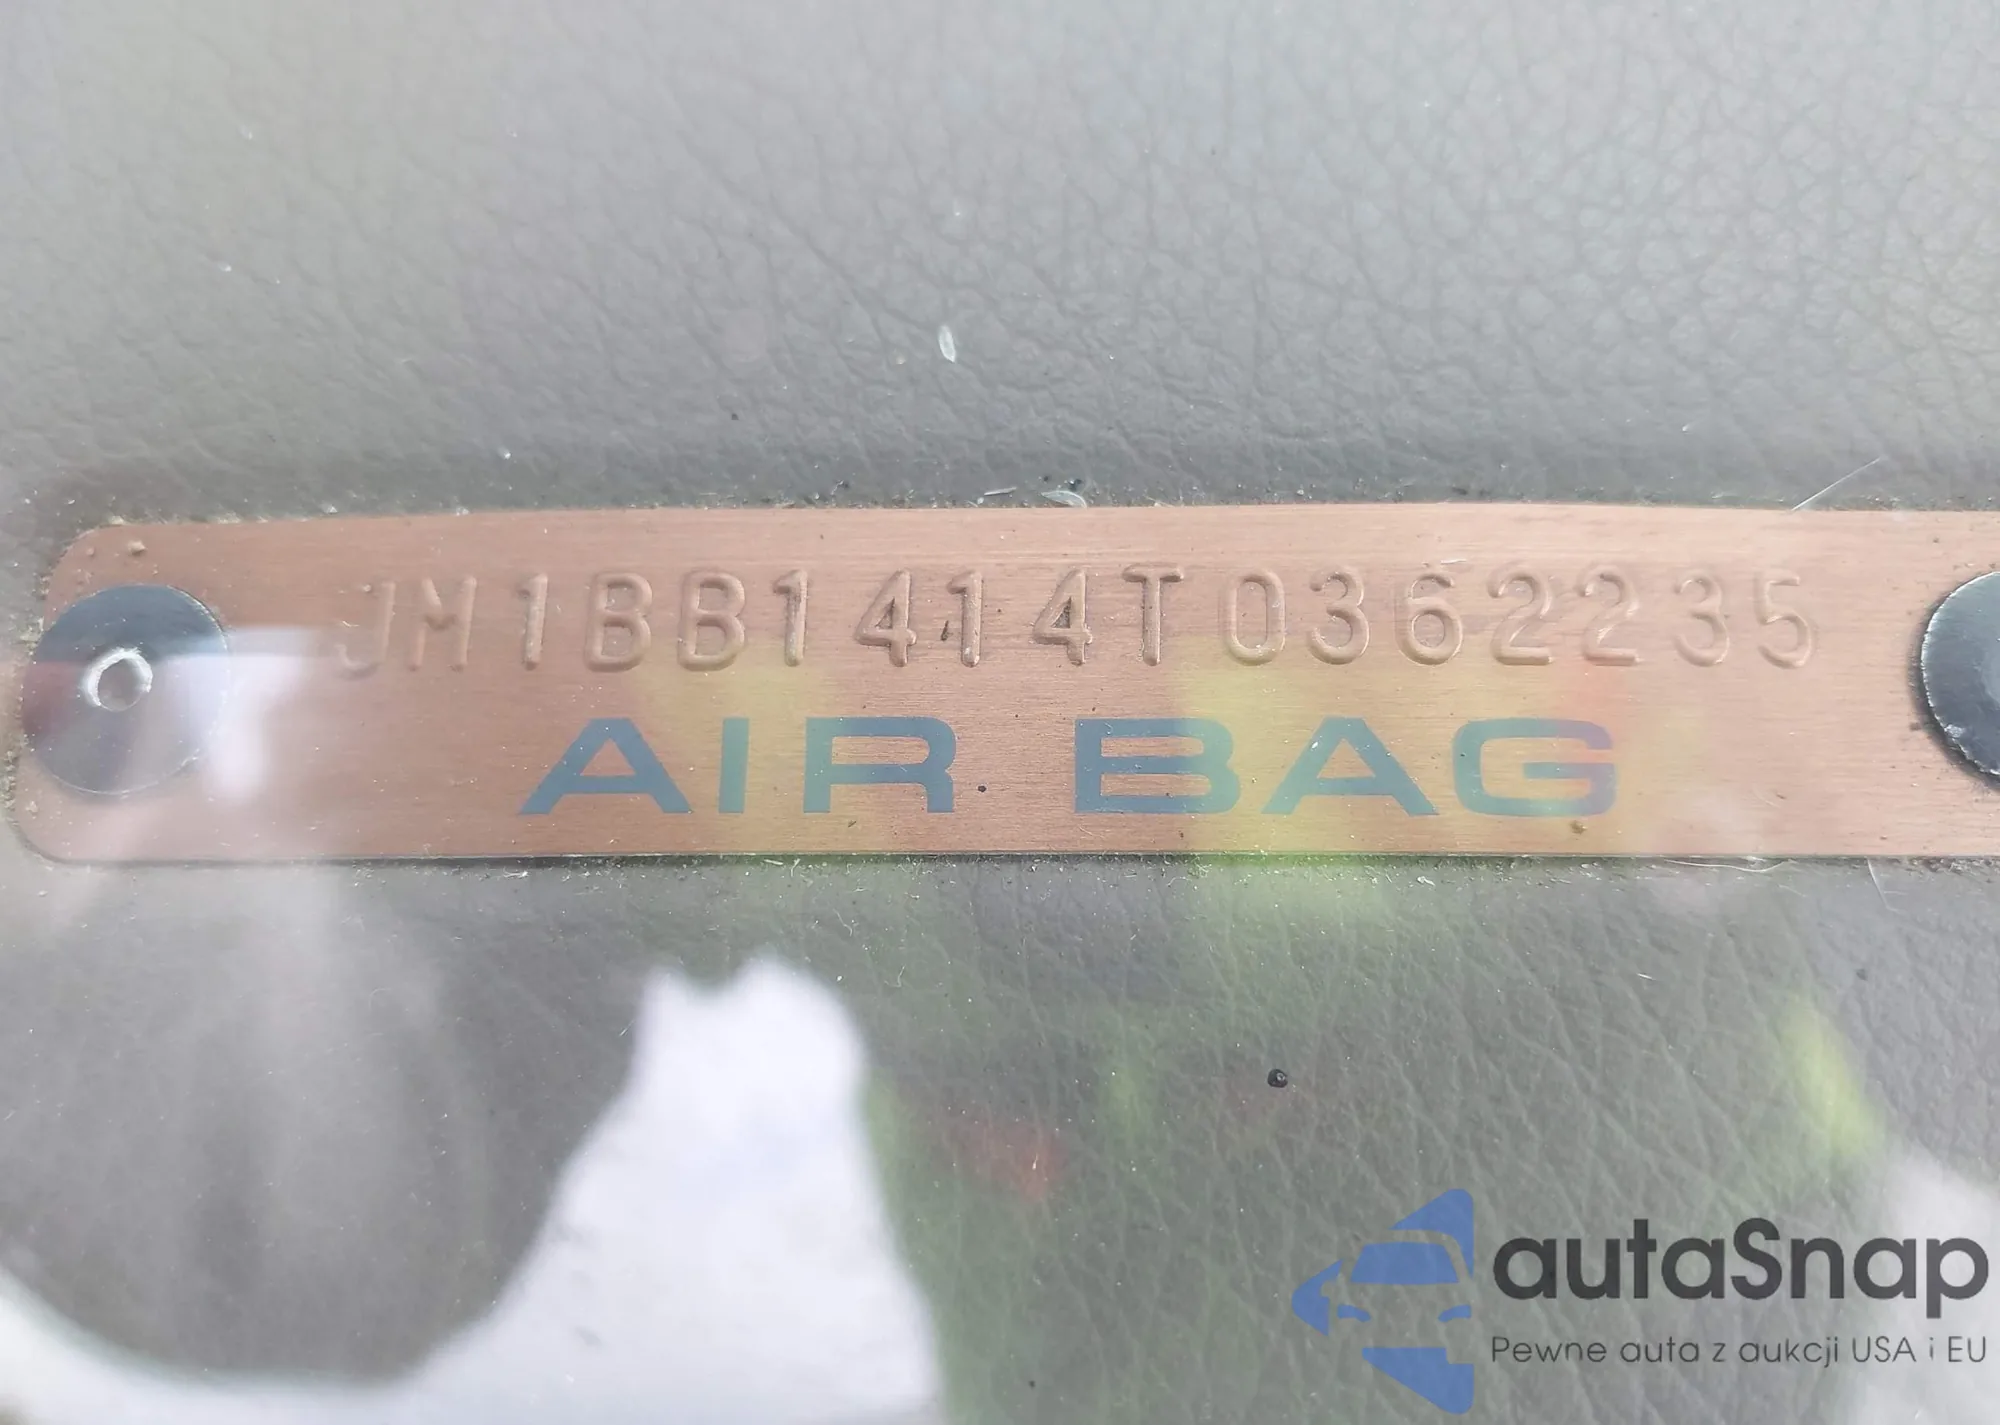 JM1BB1414T0362235
AIR BAG
autaSnap
Pewne auta z aukcji USA i EU